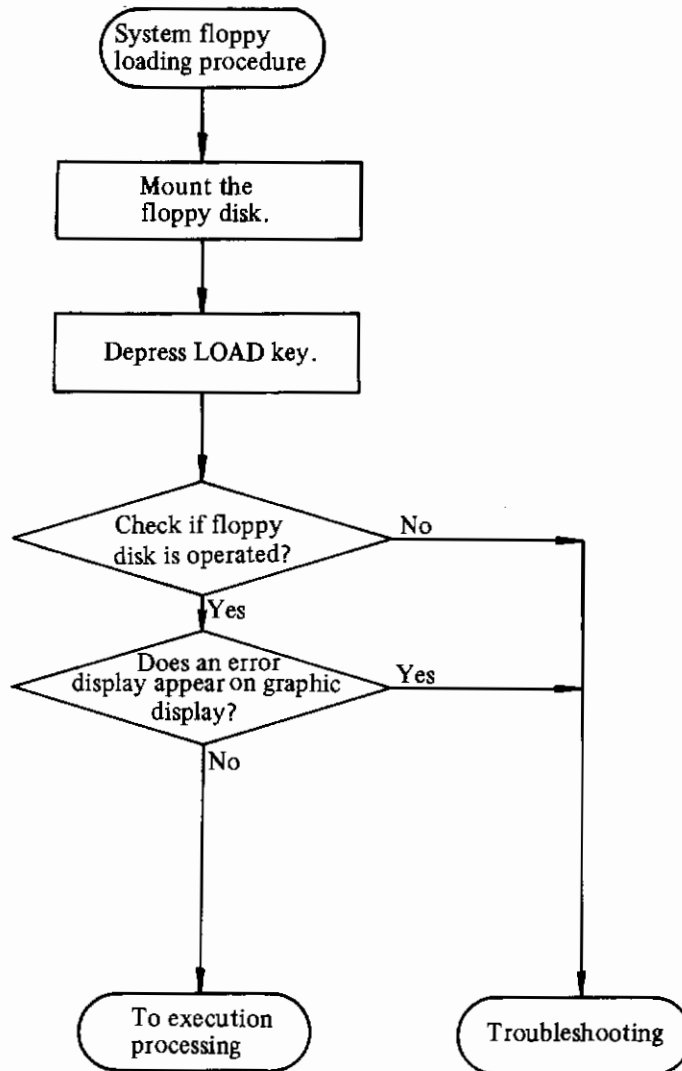 System floppy
loading procedure
Mount the
floppy disk.
Depress LOAD key.
Check if floppy
disk is operated?
No
Yes
Does an error
display appear on graphic
display?
Yes
No
To execution
processing
Troubleshooting